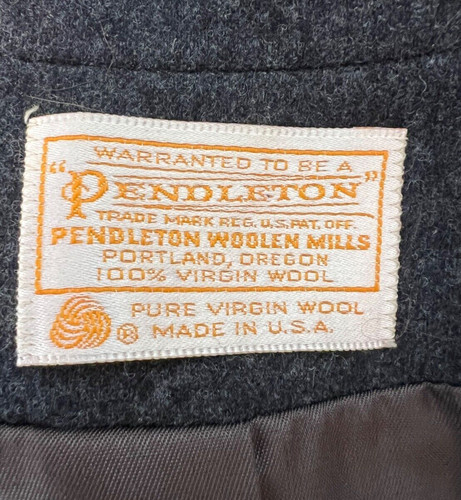 WARRANTED TO BE A
"PENDLETON"
TRADE MARK REG. U.S. PAT. OFF.
PENDLETON WOOLEN MILLS
PORTLAND, OREGON
100% VIRGIN WOOL
® PURE VIRGIN WOOL
MADE IN U.S.A.